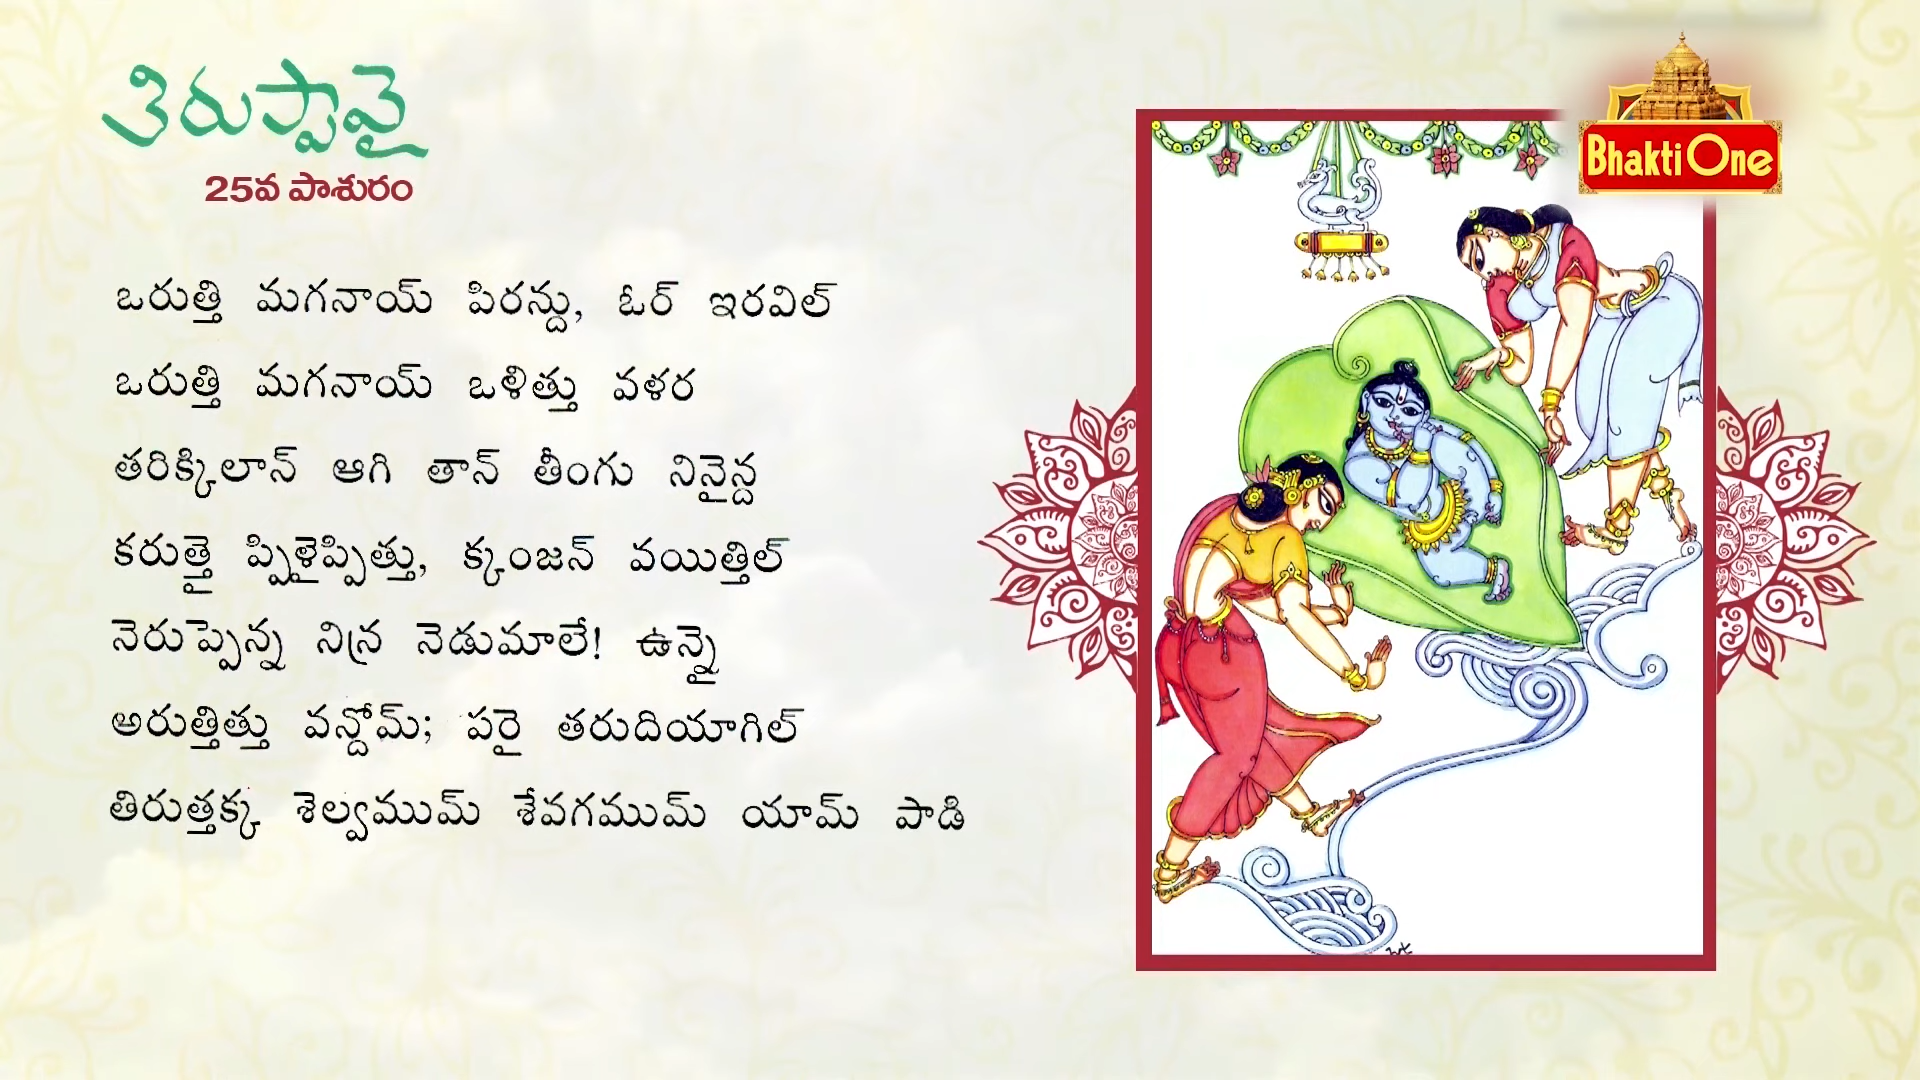 తిరుప్పావై
25వ పాశురం
BhaktiOne
ఒరుత్తి మగనాయ్ పిరన్దు, ఓర్ ఇరవిల్
ఒరుత్తి మగనాయ్ ఒళిత్తు వళర
తరిక్కిలాన్ ఆగి తాన్ తీంగు నినైన్ద
కరుత్తై ప్పిళైప్పిత్తు, క్కంజన్ వయిత్తిల్
నెరుప్పెన్న నిన్ర నెడుమాలే! ఉన్నై
అరుత్తిత్తు వన్దోమ్; పరై తరుదియాగిల్
తిరుత్తక్క శెల్వముమ్ శేవగముమ్ యామ్ పాడి